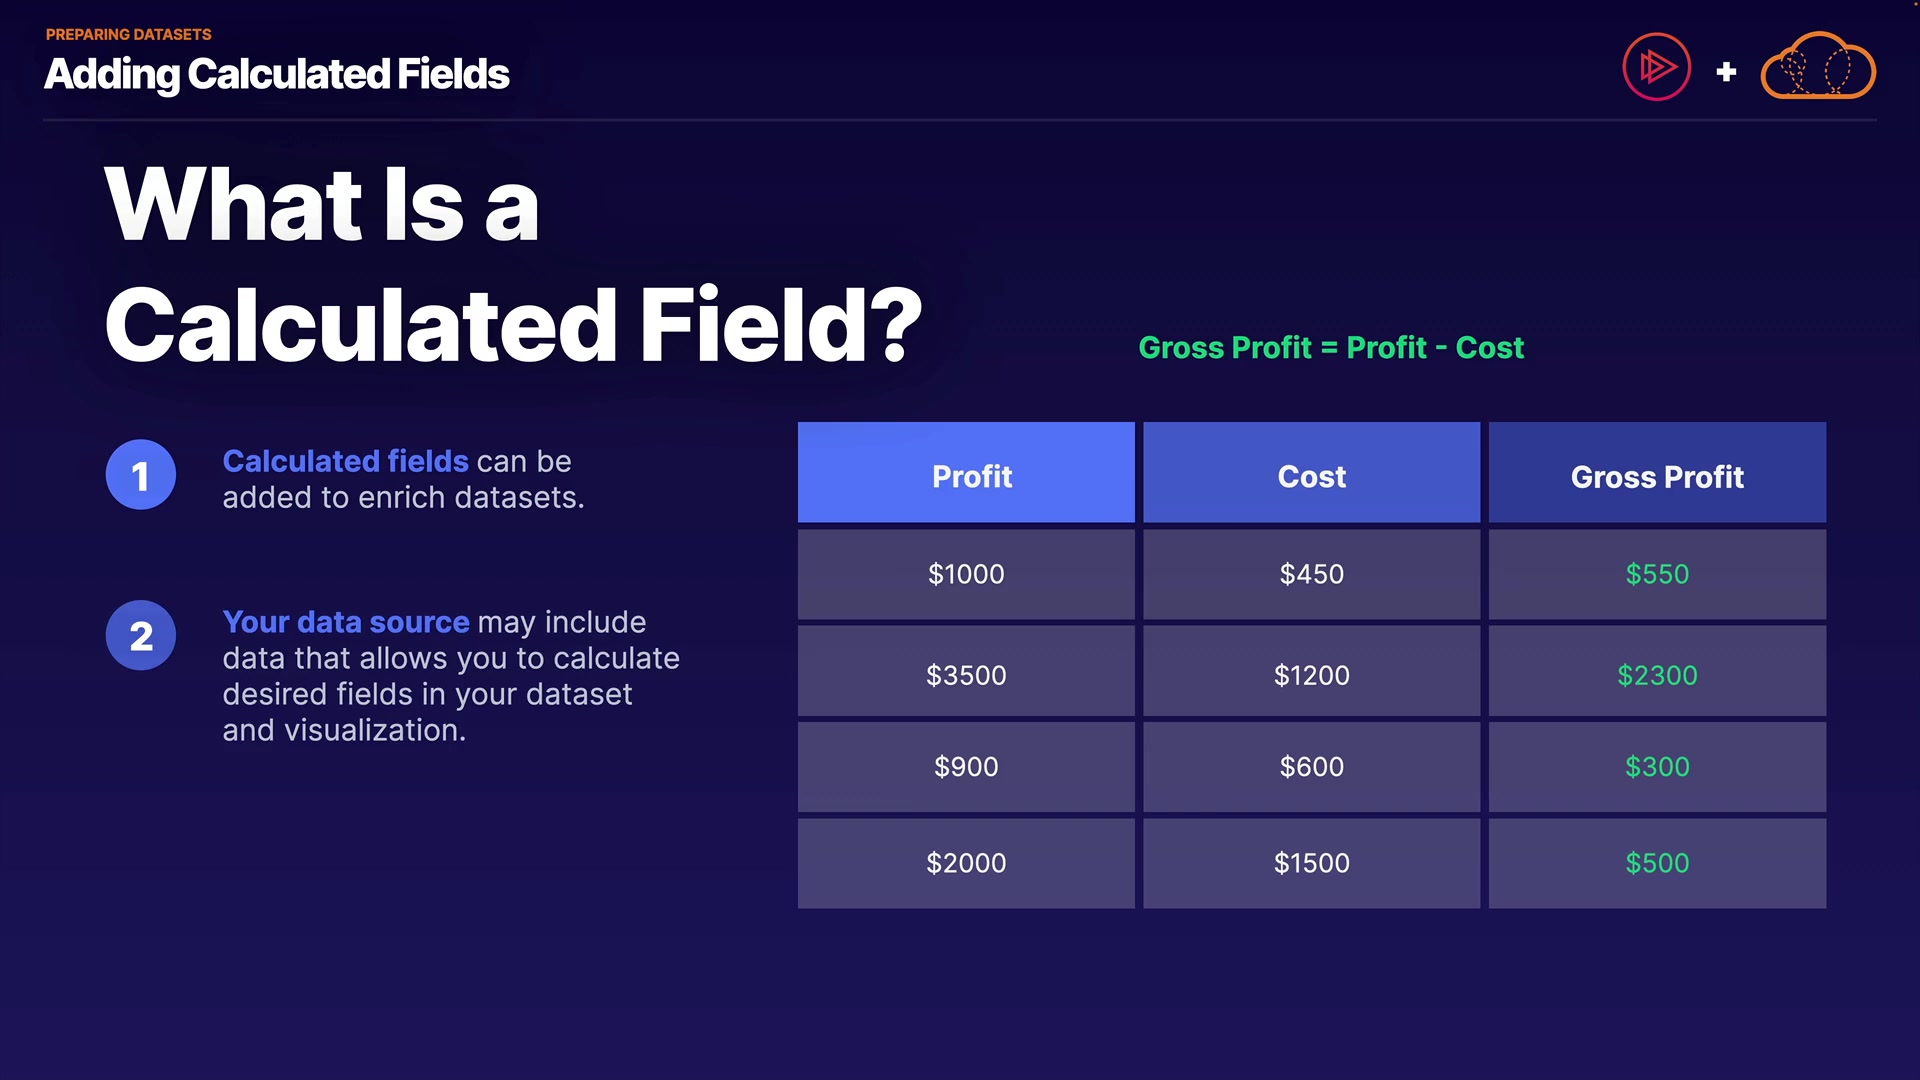 PREPARING DATASETS
Adding Calculated Fields
+
What Is a
Calculated Field?
1
Calculated fields can be
added to enrich datasets.
2
Your data source may include
data that allows you to calculate
desired fields in your dataset
and visualization.
Gross Profit = Profit - Cost
Profit Cost Gross Profit
$1000 $450 $550
$3500 $1200 $2300
$900 $600 $300
$2000 $1500 $500